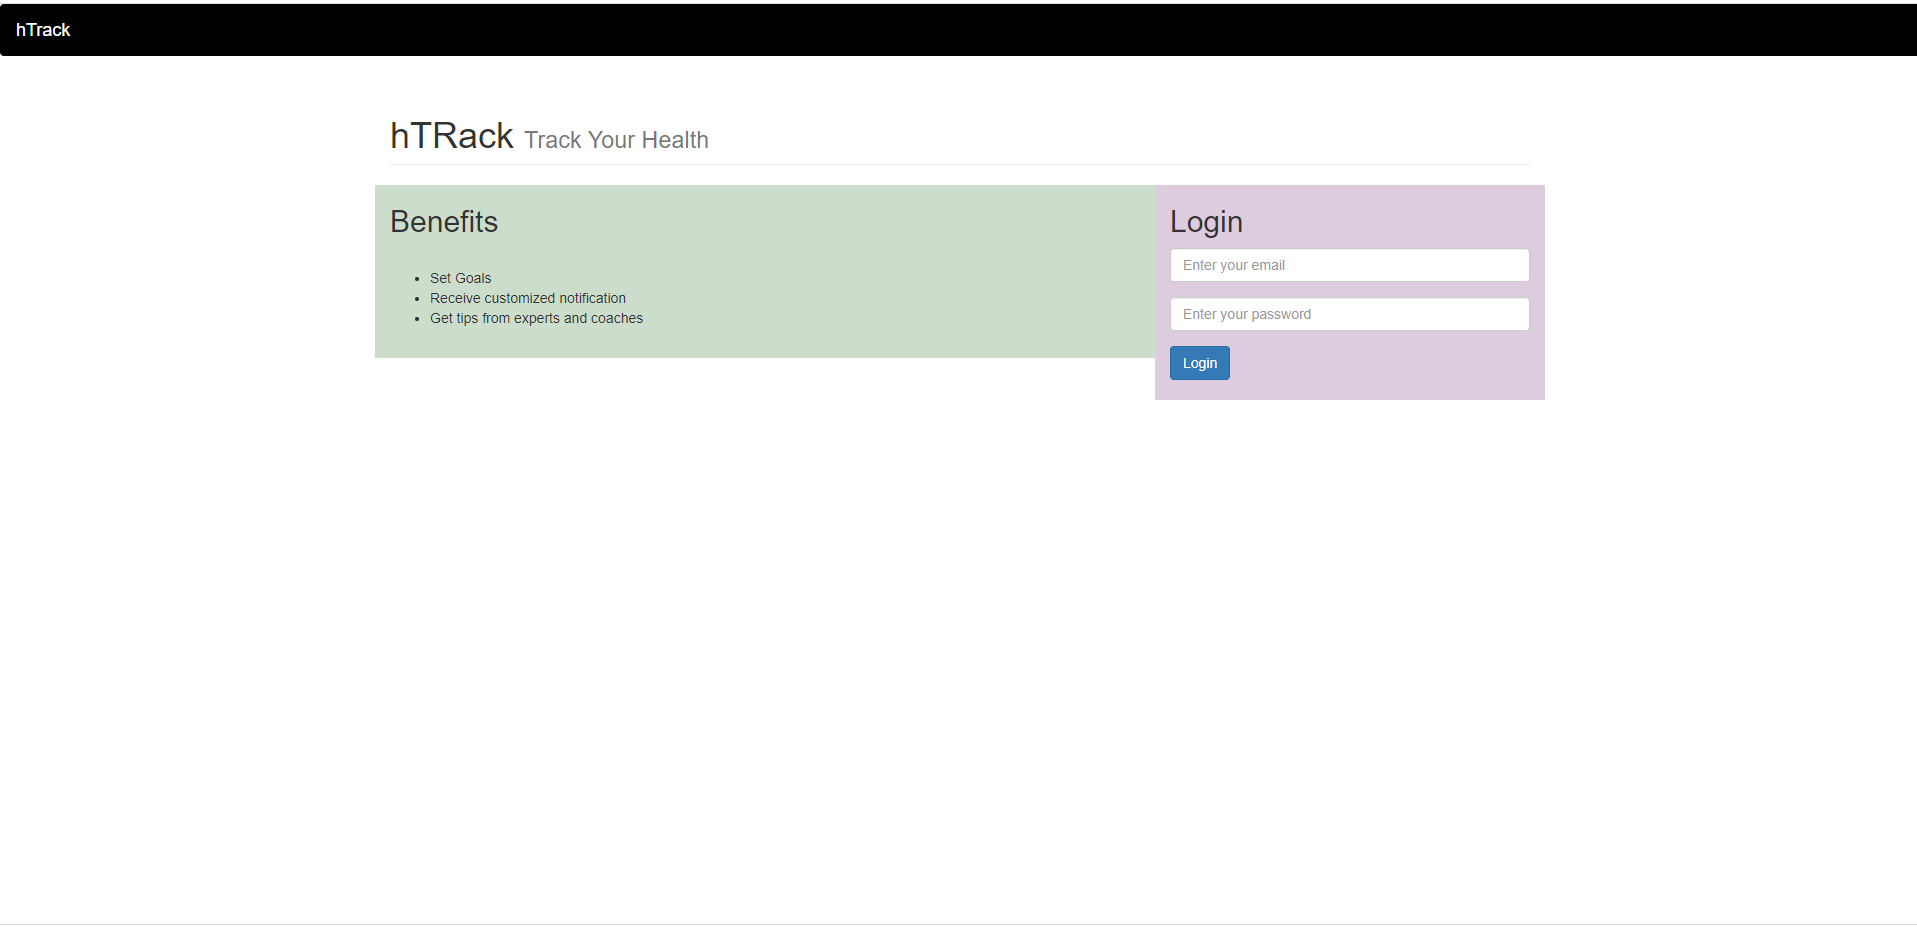 hTrack
hTRack Track Your Health
Benefits
Set Goals
Receive customized notification
Get tips from experts and coaches
Login
Enter your email
Enter your password
Login